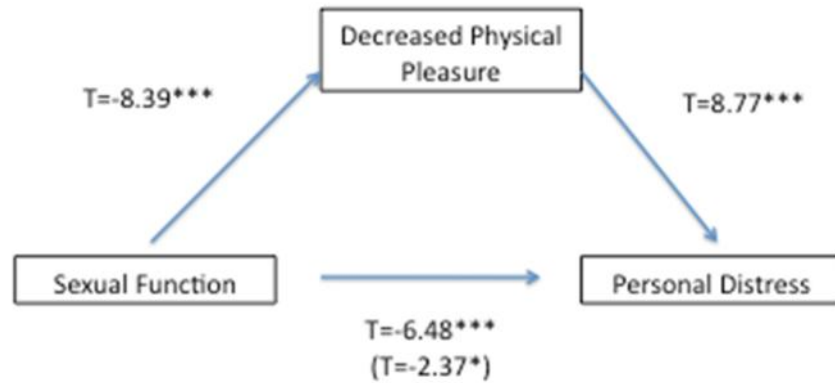 Decreased Physical
Pleasure
T=-8.39***
T=8.77***
Sexual Function
Personal Distress
T=-6.48***
(T=-2.37*)